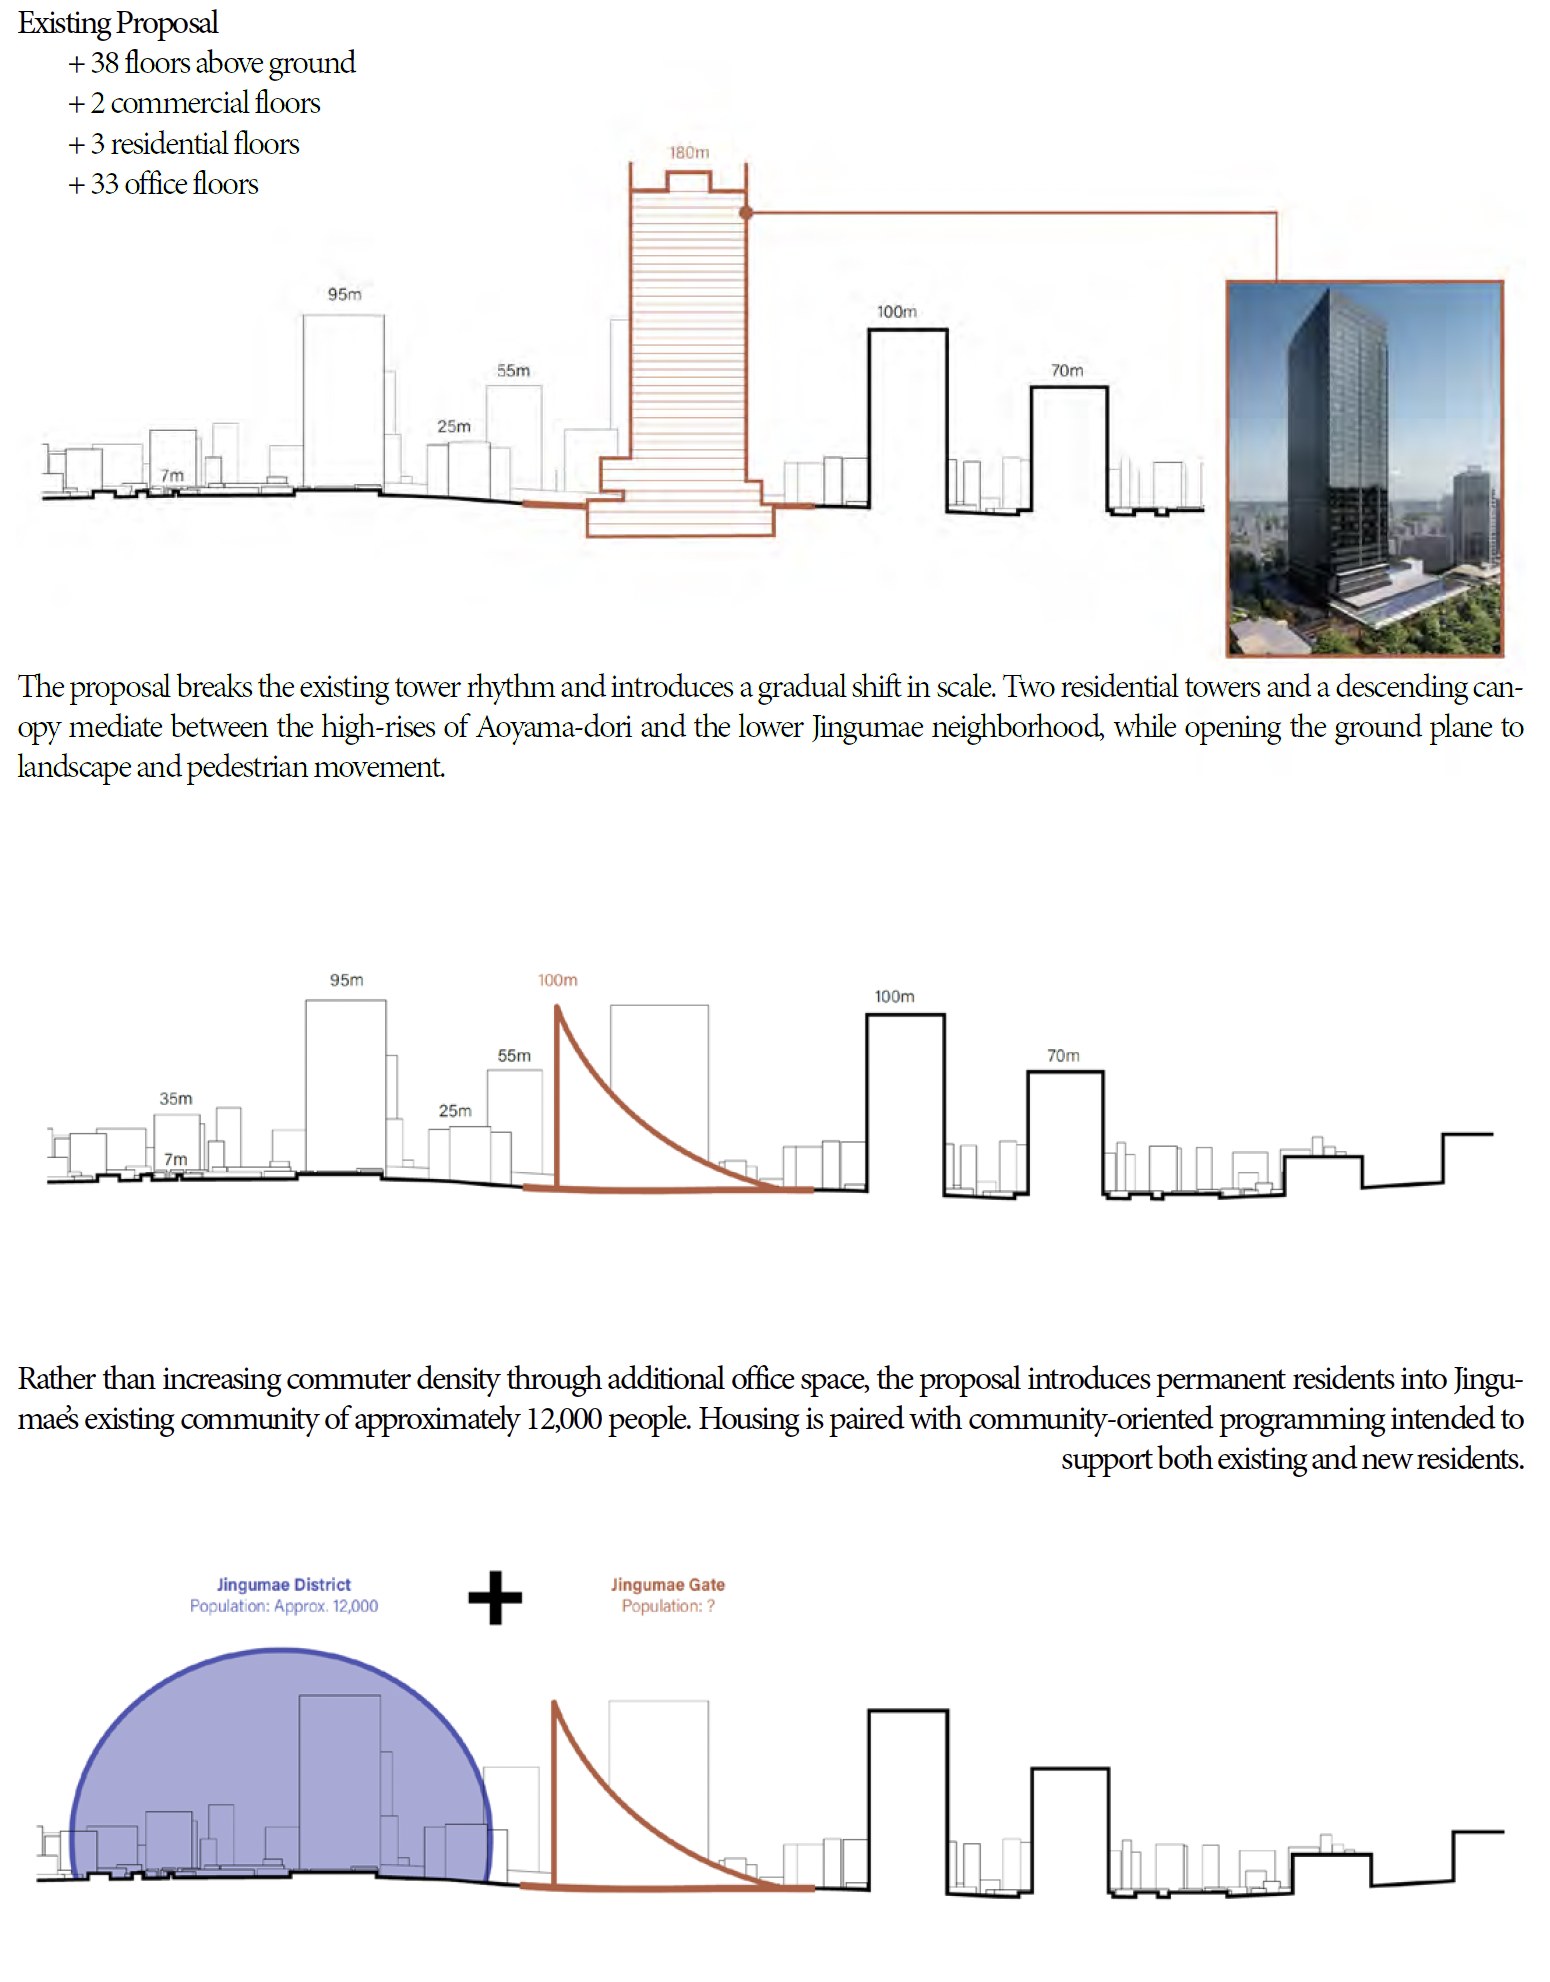 Existing Proposal
+ 38 floors above ground
+ 2 commercial floors
+ 3 residential floors
+ 33 office floors
180m
95m
100m
55m
70m
25m
7m
The proposal breaks the existing tower rhythm and introduces a gradual shift in scale. Two residential towers and a descending can-
opy mediate between the high-rises of Aoyama-dori and the lower Jingumae neighborhood, while opening the ground plane to
landscape and pedestrian movement.
95m
100m
100m
55m
70m
35m
25m
7m
Rather than increasing commuter density through additional office space, the proposal introduces permanent residents into Jingu-
mae's existing community of approximately 12,000 people. Housing is paired with community-oriented programming intended to
support both existing and new residents.
Jingumae District
Population: Approx. 12,000
Jingumae Gate
Population: ?